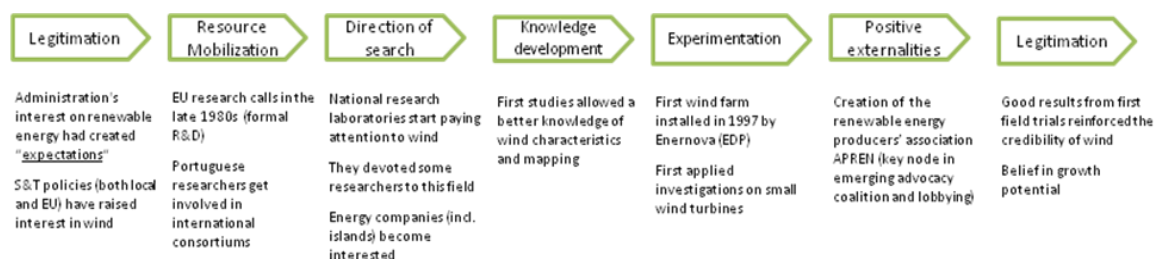 Legitimation
Resource
Mobilization
Direction of
search
Knowledge
development
Experimentation
Positive
externalities
Legitimation
Administration's
interest on renewable
energy had created
"expectations"
S&T policies (both local
and EU) have raised
interest in wind
EU research calls in the
late 1980s (formal
R&D)
Portuguese
researchers get
involved in
international
consortiums
National research
laboratories start paying
attention to wind
They devoted some
researchers to this field
Energy companies (incl.
islands) become
interested
First studies allowed a
better knowledge of
wind characteristics
and mapping
First wind farm
installed in 1997 by
Enernova (EDP)
First applied
investigations on small
wind turbines
Creation of the
renewable energy
producers' association
APREN (key node in
emerging advocacy
coalition and lobbying)
Good results from first
field trials reinforced the
credibility of wind
Belief in growth
potential